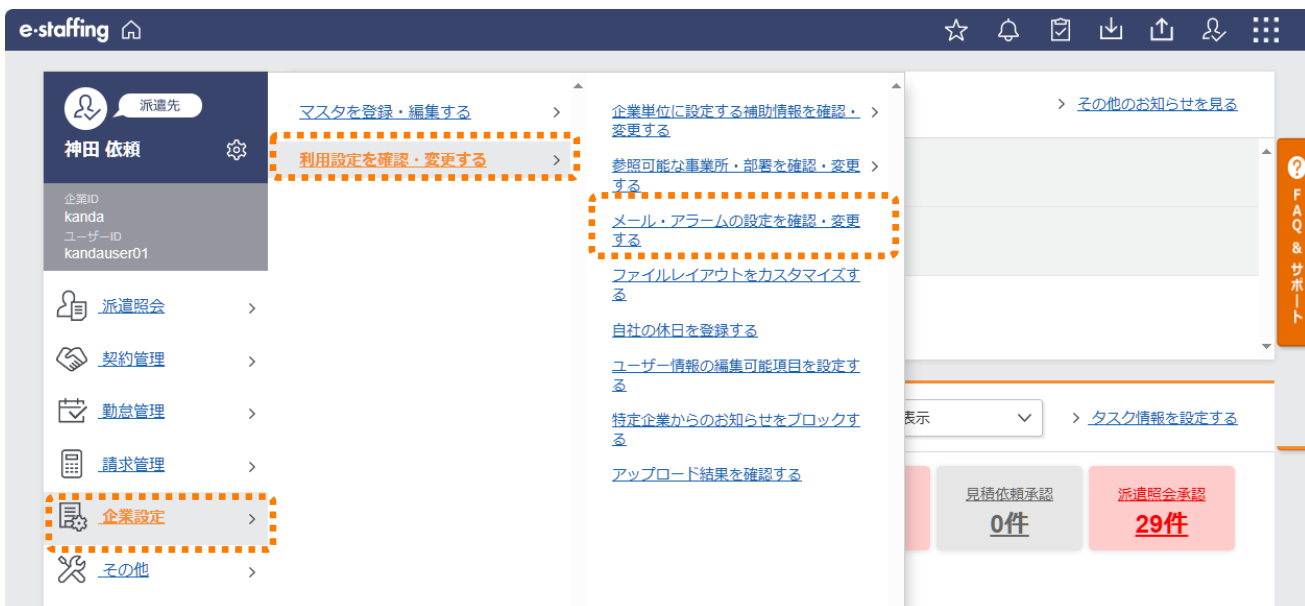 e-staffing
派遣先
神田 依頼
企業ID
kanda
ユーザーID
kandauser01
派遣照会
契約管理
勤怠管理
請求管理
企業設定
その他
マスタを登録・編集する
利用設定を確認・変更する
企業単位に設定する補助情報を確認・
変更する
参照可能な事業所・部署を確認・変更
する
メール・アラームの設定を確認・変更
する
ファイルレイアウトをカスタマイズす
る
自社の休日を登録する
ユーザー情報の編集可能項目を設定す
る
特定企業からのお知らせをブロックす
る
アップロード結果を確認する
その他のお知らせを見る
表示
タスク情報を設定する
見積依頼承認
0件
派遣照会承認
29件
? FAQ & サポート